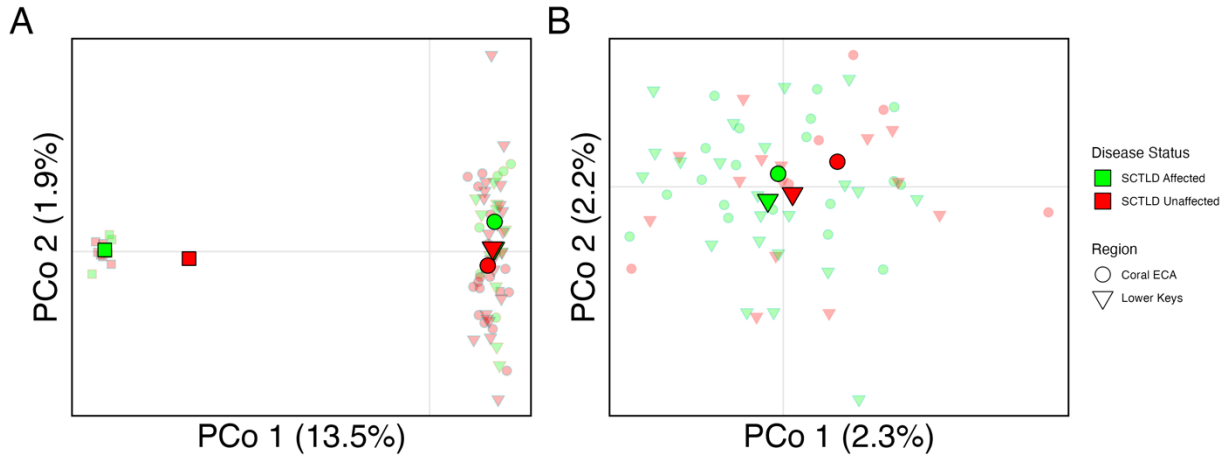 A
B
PCo 2 (1.9%)
PCo 1 (13.5%)
PCo 2 (2.2%)
PCo 1 (2.3%)
Disease Status
SCTLD Affected
SCTLD Unaffected
Region
Coral ECA
Lower Keys